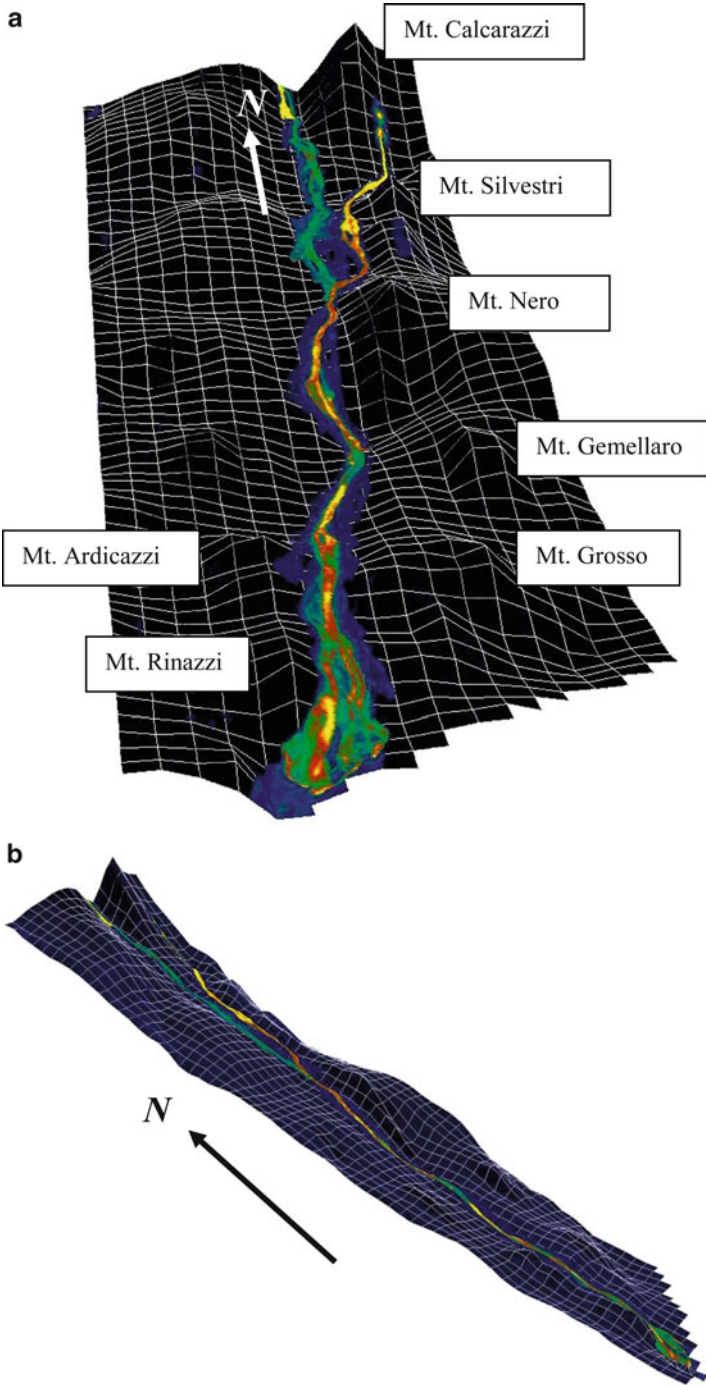 a
Mt. Calcarazzi
N
Mt. Silvestri
Mt. Nero
Mt. Gemellaro
Mt. Ardicazzi
Mt. Grosso
Mt. Rinazzi
b
N